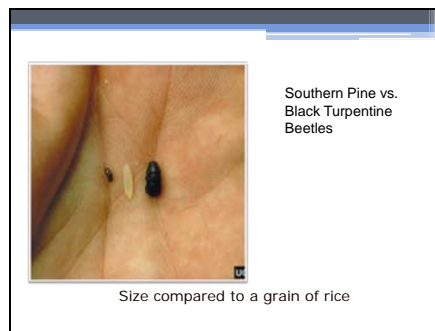 Southern Pine vs.
Black Turpentine
Beetles
Size compared to a grain of rice